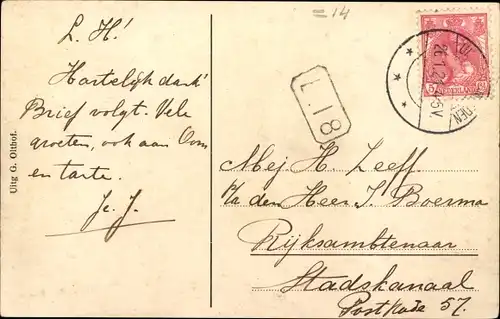 = 14
L. H!
Hartelijk dank!
Brief volgt. Vele
groeten, ook aan Oom
en tante.
Uitg G. Olthof.
L. 18
5
NEDERLAND
Mej H. Leeff
p/a den Heer J. Boerma
Rijksambtenaar
Stadskanaal
Postkode 57.